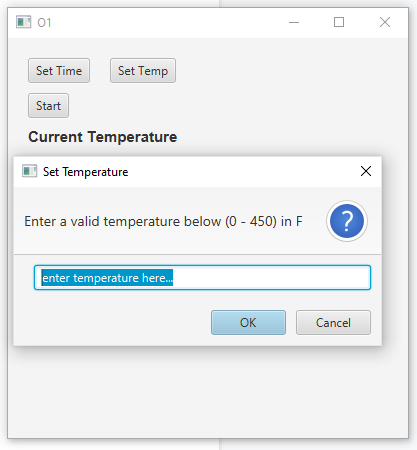 O1
Set Time
Set Temp
Start
Current Temperature
Set Temperature
Enter a valid temperature below (0 - 450) in F
?
enter temperature here...
OK
Cancel